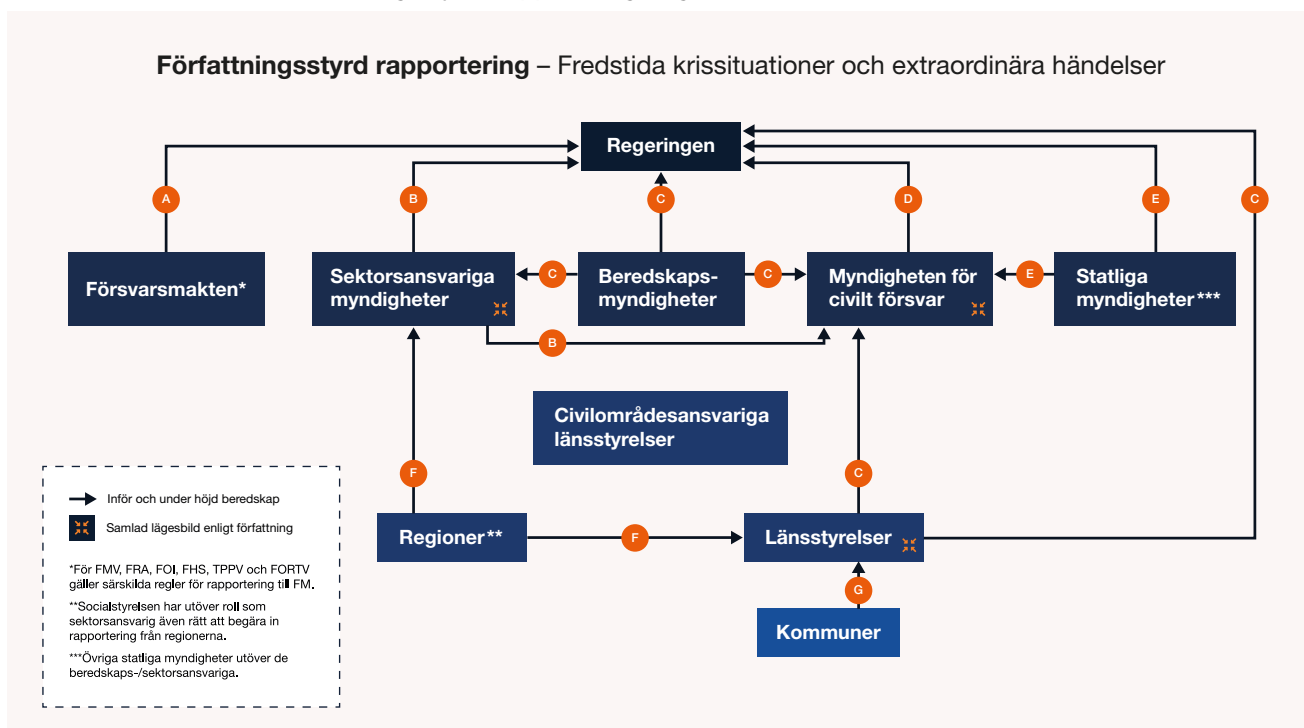 Författningsstyrd rapportering – Fredstida krissituationer och extraordinära händelser
Regeringen
A
B
C
D
E
C
Försvarsmakten*
Sektorsansvariga
myndigheter
C
Beredskaps-
myndigheter
C
Myndigheten för
civilt försvar
E
Statliga
myndigheter***
B
Civilområdesansvariga
länsstyrelser
F
C
Regioner**
F
Länsstyrelser
G
Kommuner
Inför och under höjd beredskap
Samlad lägesbild enligt författning
*För FMV, FRA, FOI, FHS, TPPV och FORTV
gäller särskilda regler för rapportering till FM.
**Socialstyrelsen har utöver roll som
sektorsansvarig även rätt att begära in
rapportering från regionerna.
***Övriga statliga myndigheter utöver de
beredskaps-/sektorsansvariga.